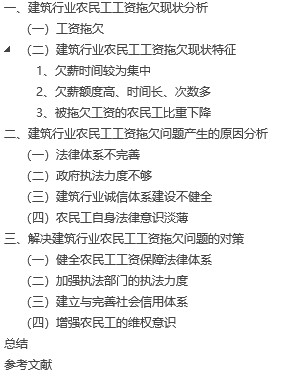 一、建筑行业农民工工资拖欠现状分析
（一）工资拖欠
（二）建筑行业农民工工资拖欠现状特征
1、欠薪时间较为集中
2、欠薪额度高、时间长、次数多
3、被拖欠工资的农民工比重下降
二、建筑行业农民工工资拖欠问题产生的原因分析
（一）法律体系不完善
（二）政府执法力度不够
（三）建筑行业诚信体系建设不健全
（四）农民工自身法律意识淡薄
三、解决建筑行业农民工工资拖欠问题的对策
（一）健全农民工工资保障法律体系
（二）加强执法部门的执法力度
（三）建立与完善社会信用体系
（四）增强农民工的维权意识
总结
参考文献